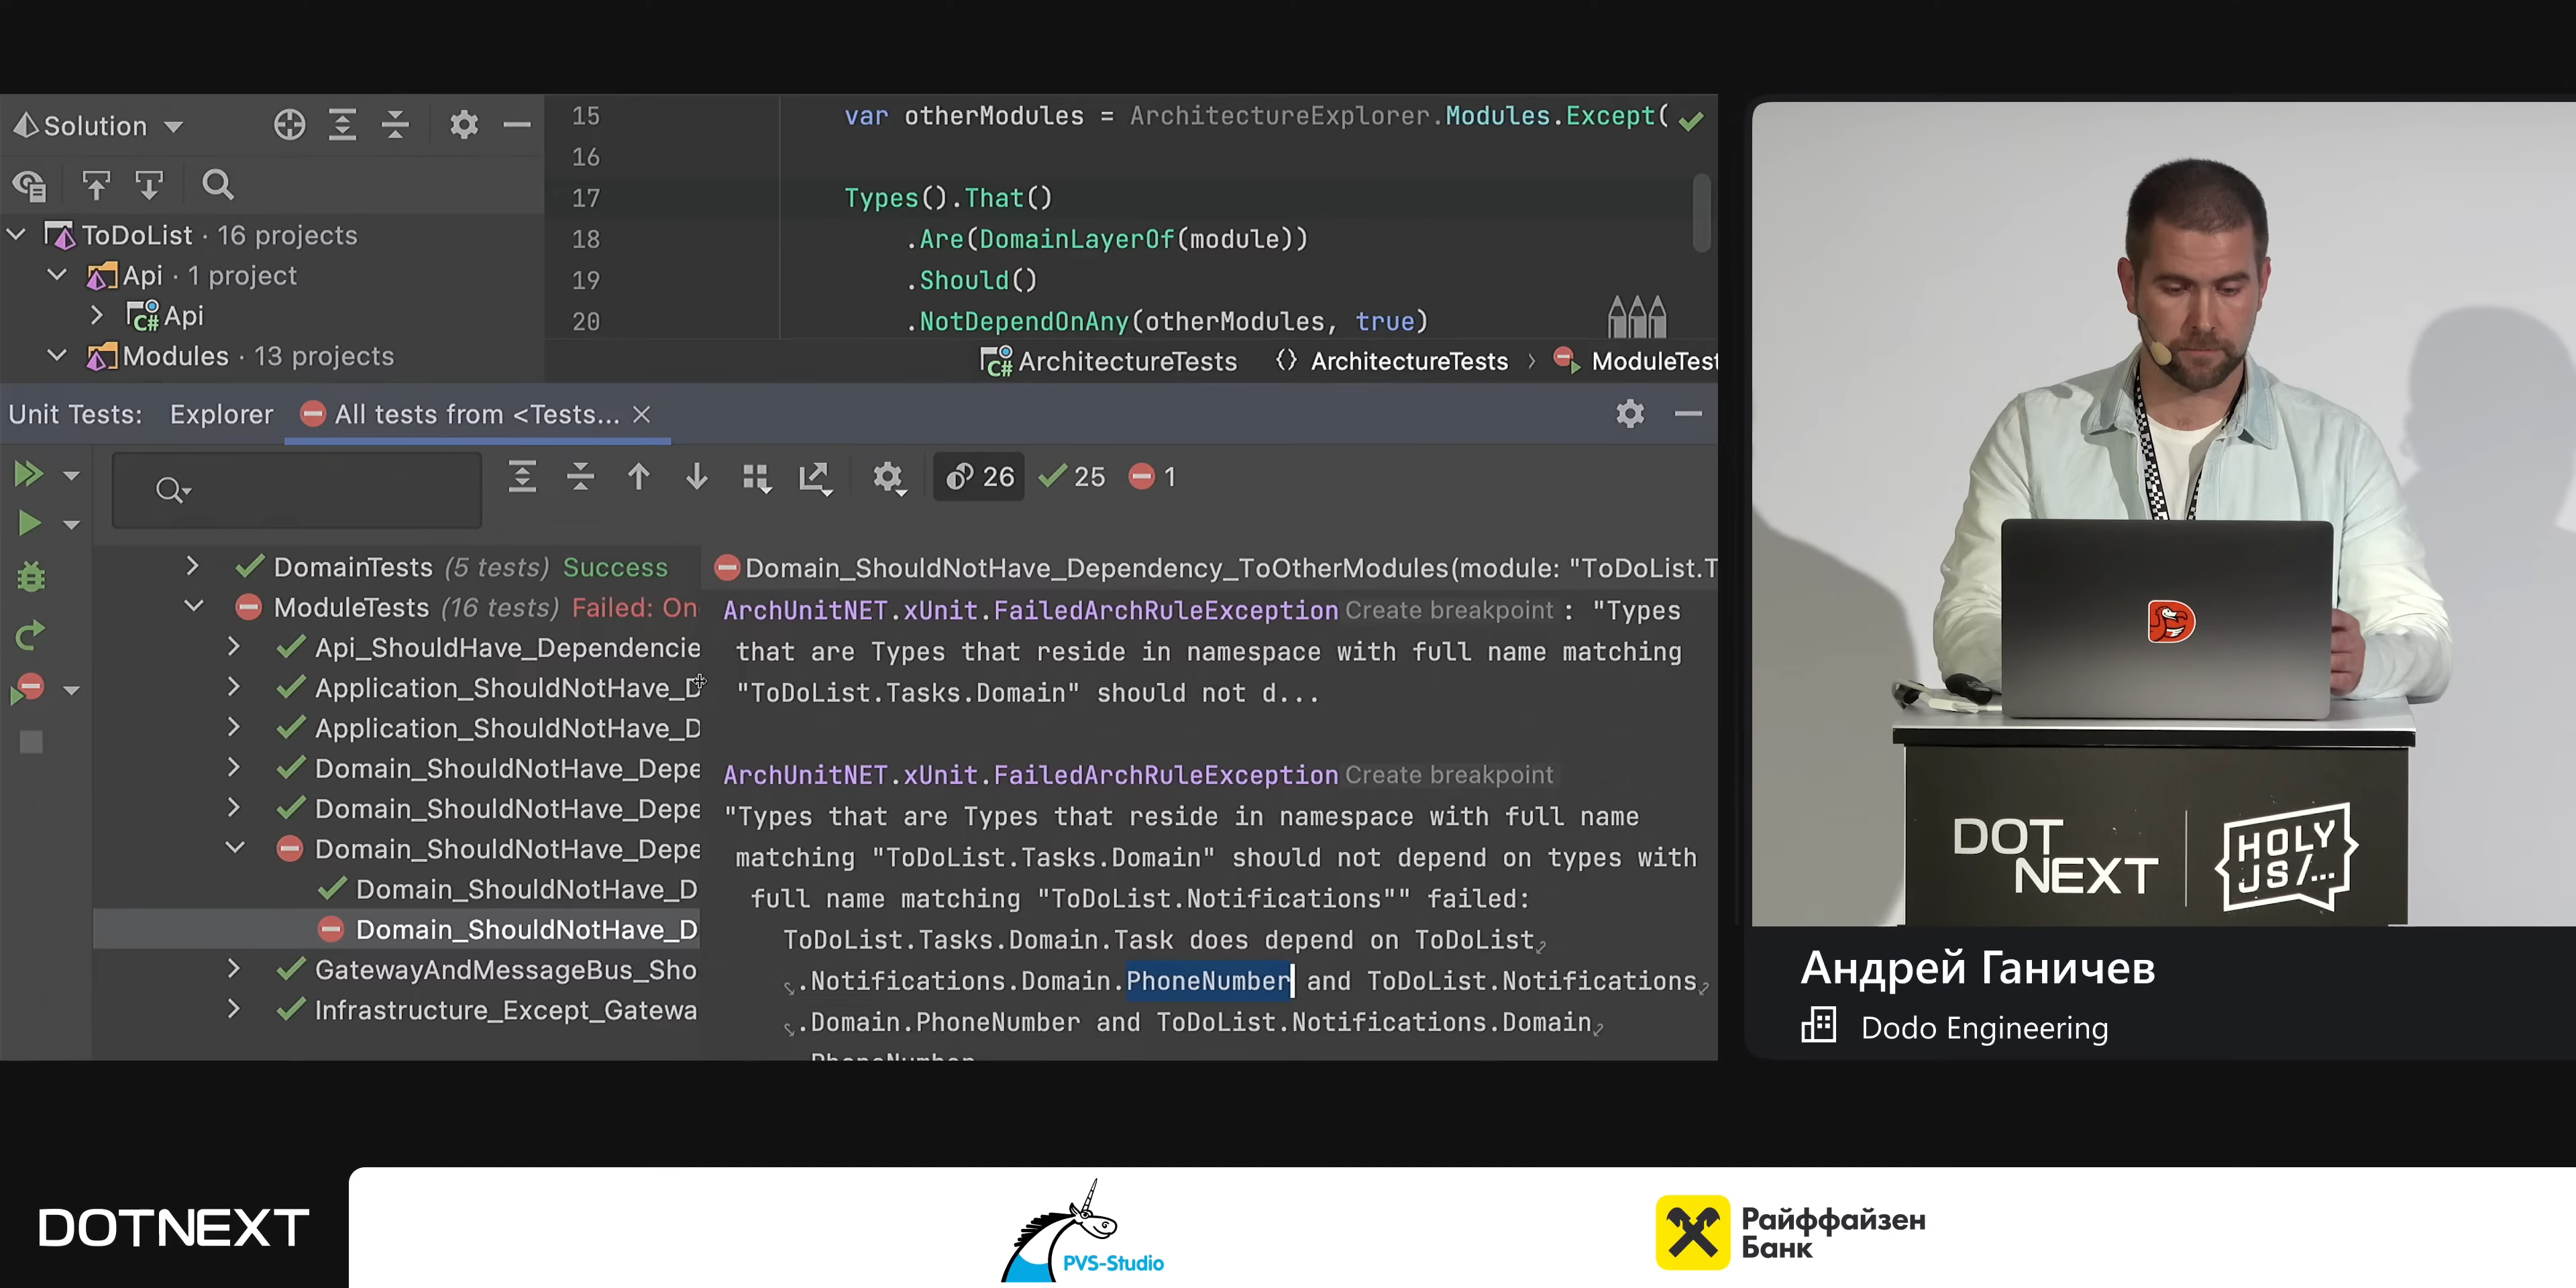 Solution
ToDoList · 16 projects
Api · 1 project
C# Api
Modules · 13 projects
15 var otherModules = ArchitectureExplorer.Modules.Except(
16
17 Types().That()
18 .Are(DomainLayerOf(module))
19 .Should()
20 .NotDependOnAny(otherModules, true)
C# ArchitectureTests {} ArchitectureTests › ModuleTest
Unit Tests: Explorer All tests from <Tests... ×
26 25 1
DomainTests (5 tests) Success
ModuleTests (16 tests) Failed: On
Api_ShouldHave_Dependencie
Application_ShouldNotHave_D
Application_ShouldNotHave_D
Domain_ShouldNotHave_Depe
Domain_ShouldNotHave_Depe
Domain_ShouldNotHave_Depe
Domain_ShouldNotHave_D
Domain_ShouldNotHave_D
GatewayAndMessageBus_Sho
Infrastructure_Except_Gatewa
Domain_ShouldNotHave_Dependency_ToOtherModules(module: "ToDoList.T
ArchUnitNET.xUnit.FailedArchRuleException Create breakpoint : "Types
that are Types that reside in namespace with full name matching
"ToDoList.Tasks.Domain" should not d...
ArchUnitNET.xUnit.FailedArchRuleException Create breakpoint
"Types that are Types that reside in namespace with full name
matching "ToDoList.Tasks.Domain" should not depend on types with
full name matching "ToDoList.Notifications"" failed:
ToDoList.Tasks.Domain.Task does depend on ToDoList
.Notifications.Domain.PhoneNumber and ToDoList.Notifications
.Domain.PhoneNumber and ToDoList.Notifications.Domain
.PhoneNumber
DOT
NEXT
HOLY
JS/...
Андрей Ганичев
Dodo Engineering
DOTNEXT
PVS-Studio
Райффайзен
Банк